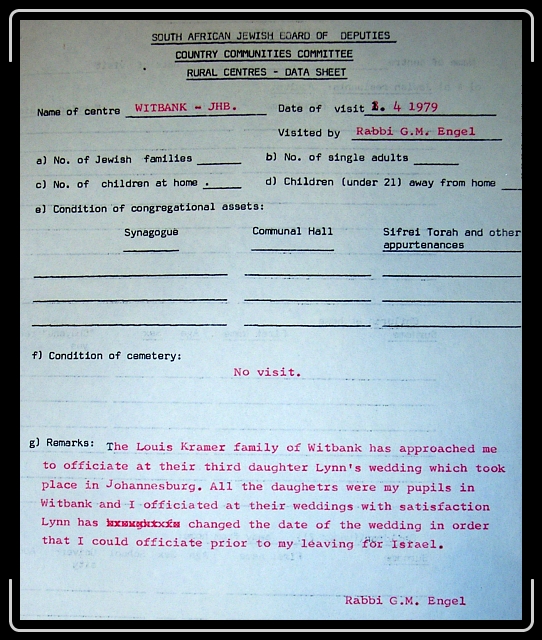 SOUTH AFRICAN JEWISH BOARD OF DEPUTIES
COUNTRY COMMUNITIES COMMITTEE
RURAL CENTRES - DATA SHEET
Name of centre WITBANK - JHB. Date of visit 4 1979
Visited by Rabbi G.M. Engel
a) No. of Jewish families b) No. of single adults
c) No. of children at home . d) Children (under 21) away from home
e) Condition of congregational assets:
Synagogue Communal Hall Sifrei Torah and other
appurtenances
f) Condition of cemetery:
No visit.
g) Remarks: The Louis Kramer family of Witbank has approached me
to officiate at their third daughter Lynn's wedding which took
place in Johannesburg. All the daughetrs were my pupils in
Witbank and I officiated at their weddings with satisfaction
Lynn has changed the date of the wedding in order
that I could officiate prior to my leaving for Israel.
Rabbi G.M. Engel